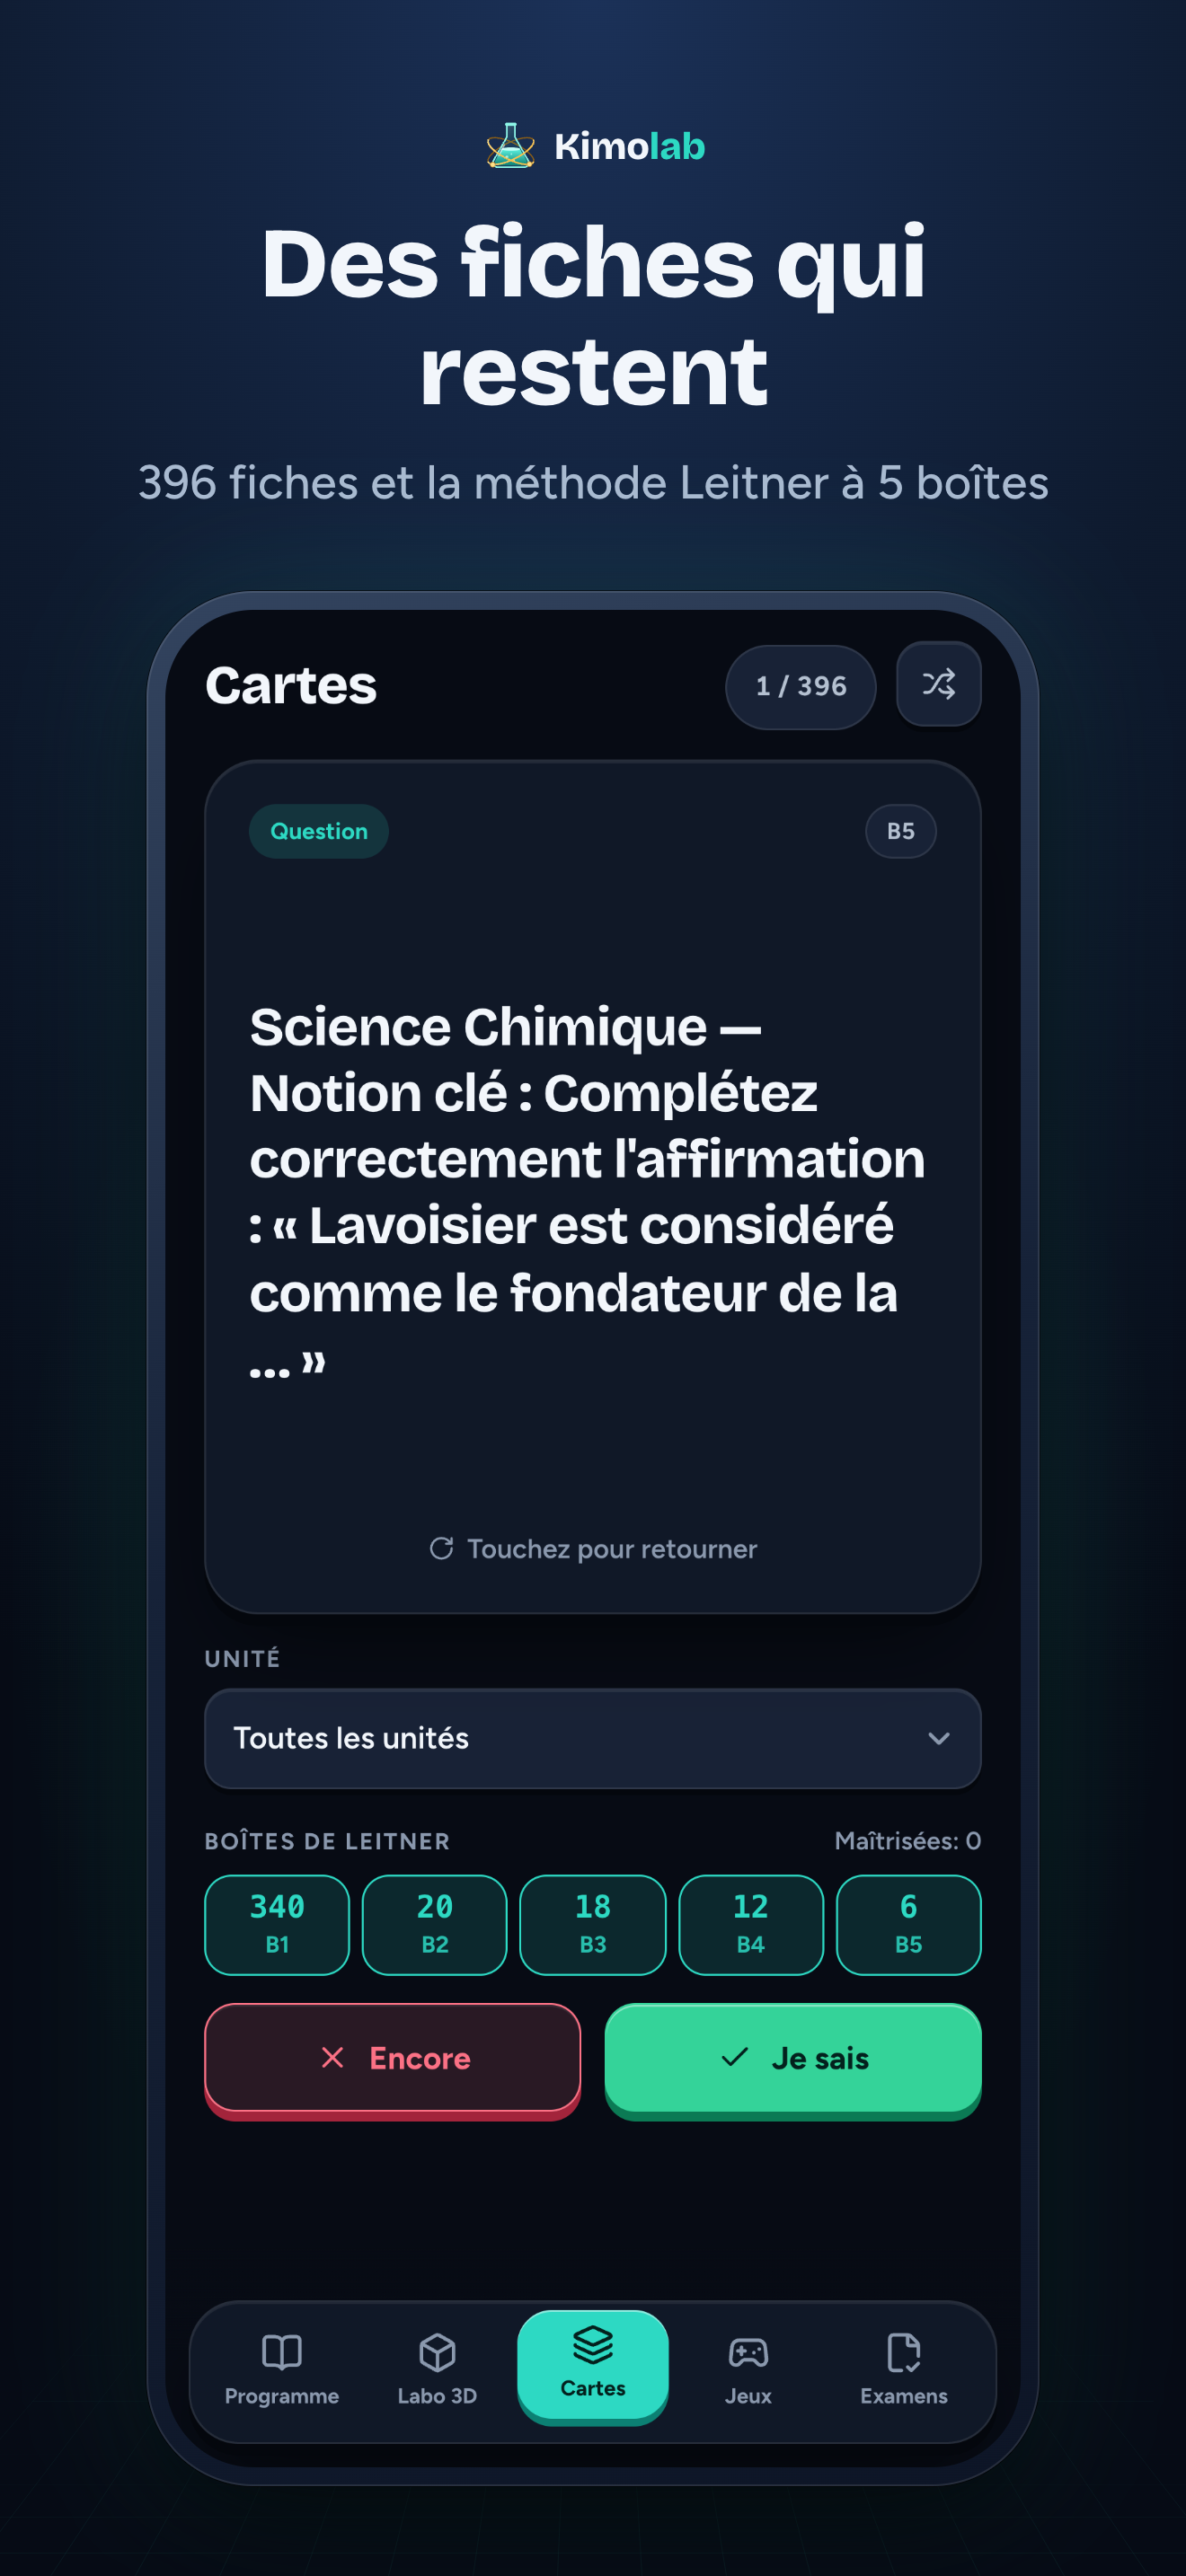 Kimolab
Des fiches qui
restent
396 fiches et la méthode Leitner à 5 boîtes
Cartes
1 / 396
Question
B5
Science Chimique —
Notion clé : Complétez
correctement l'affirmation
: « Lavoisier est considéré
comme le fondateur de la
... »
Touchez pour retourner
UNITÉ
Toutes les unités
BOÎTES DE LEITNER
Maîtrisées: 0
340
B1
20
B2
18
B3
12
B4
6
B5
Encore
Je sais
Programme
Labo 3D
Cartes
Jeux
Examens